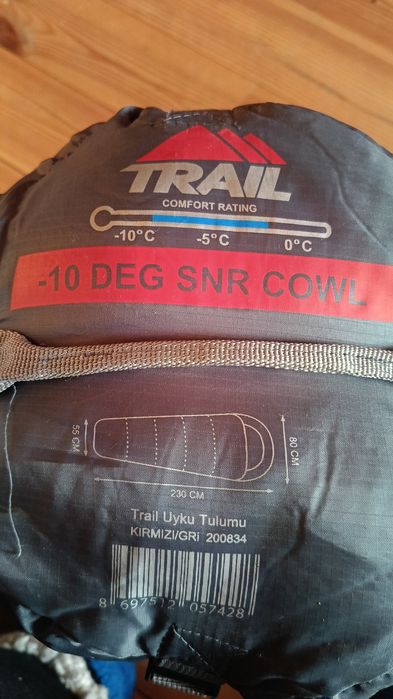 TRAIL
COMFORT RATING
-10°C -5°C 0°C
-10 DEG SNR COWL
55 CM
80 CM
230 CM
Trail Uyku Tulumu
KIRMIZI/GRİ 200834
8 697512 057428